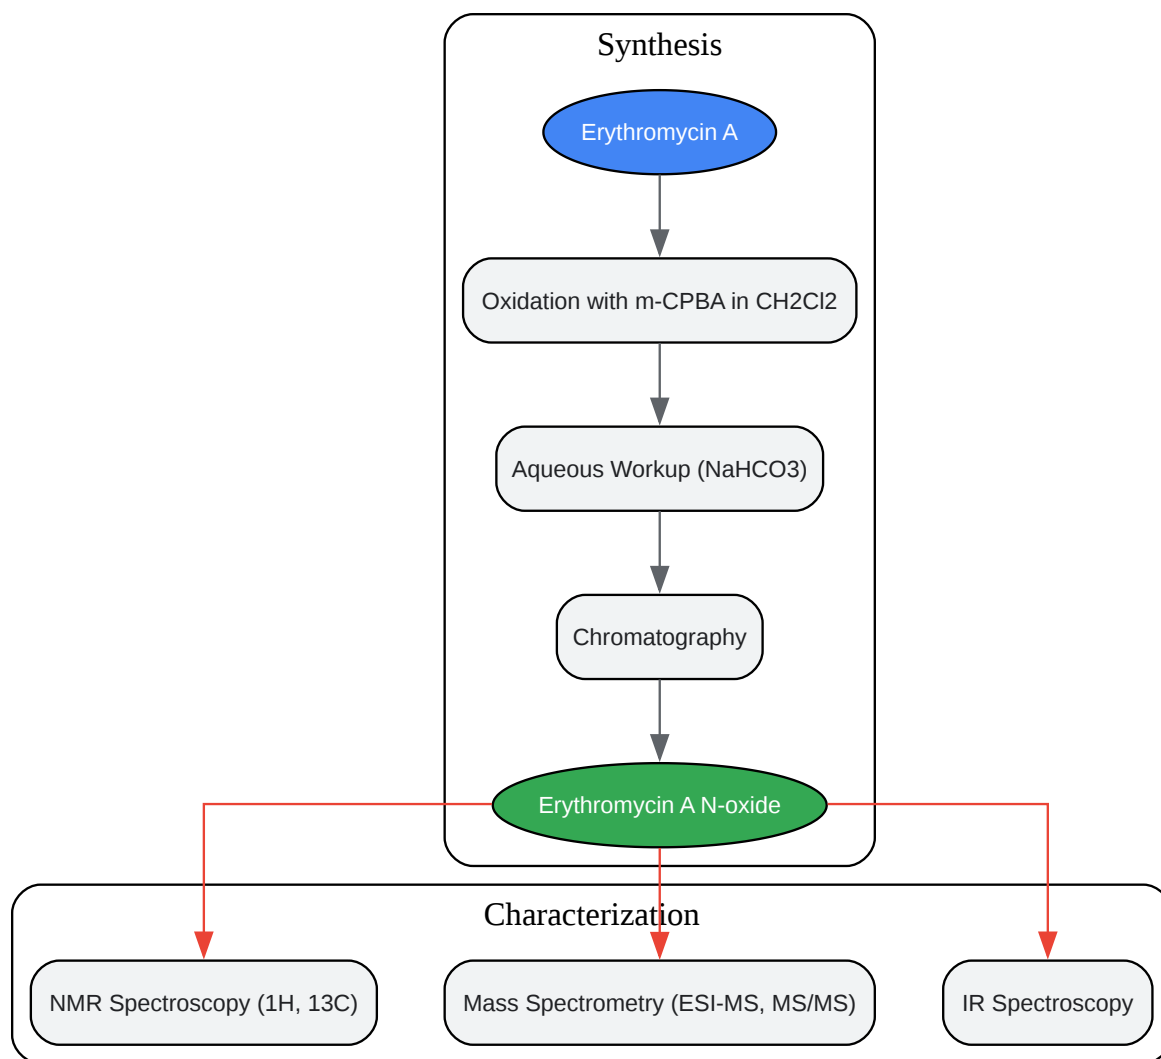 Synthesis
Erythromycin A
Oxidation with m-CPBA in CH2Cl2
Aqueous Workup (NaHCO3)
Chromatography
Erythromycin A N-oxide
Characterization
NMR Spectroscopy (1H, 13C)
Mass Spectrometry (ESI-MS, MS/MS)
IR Spectroscopy